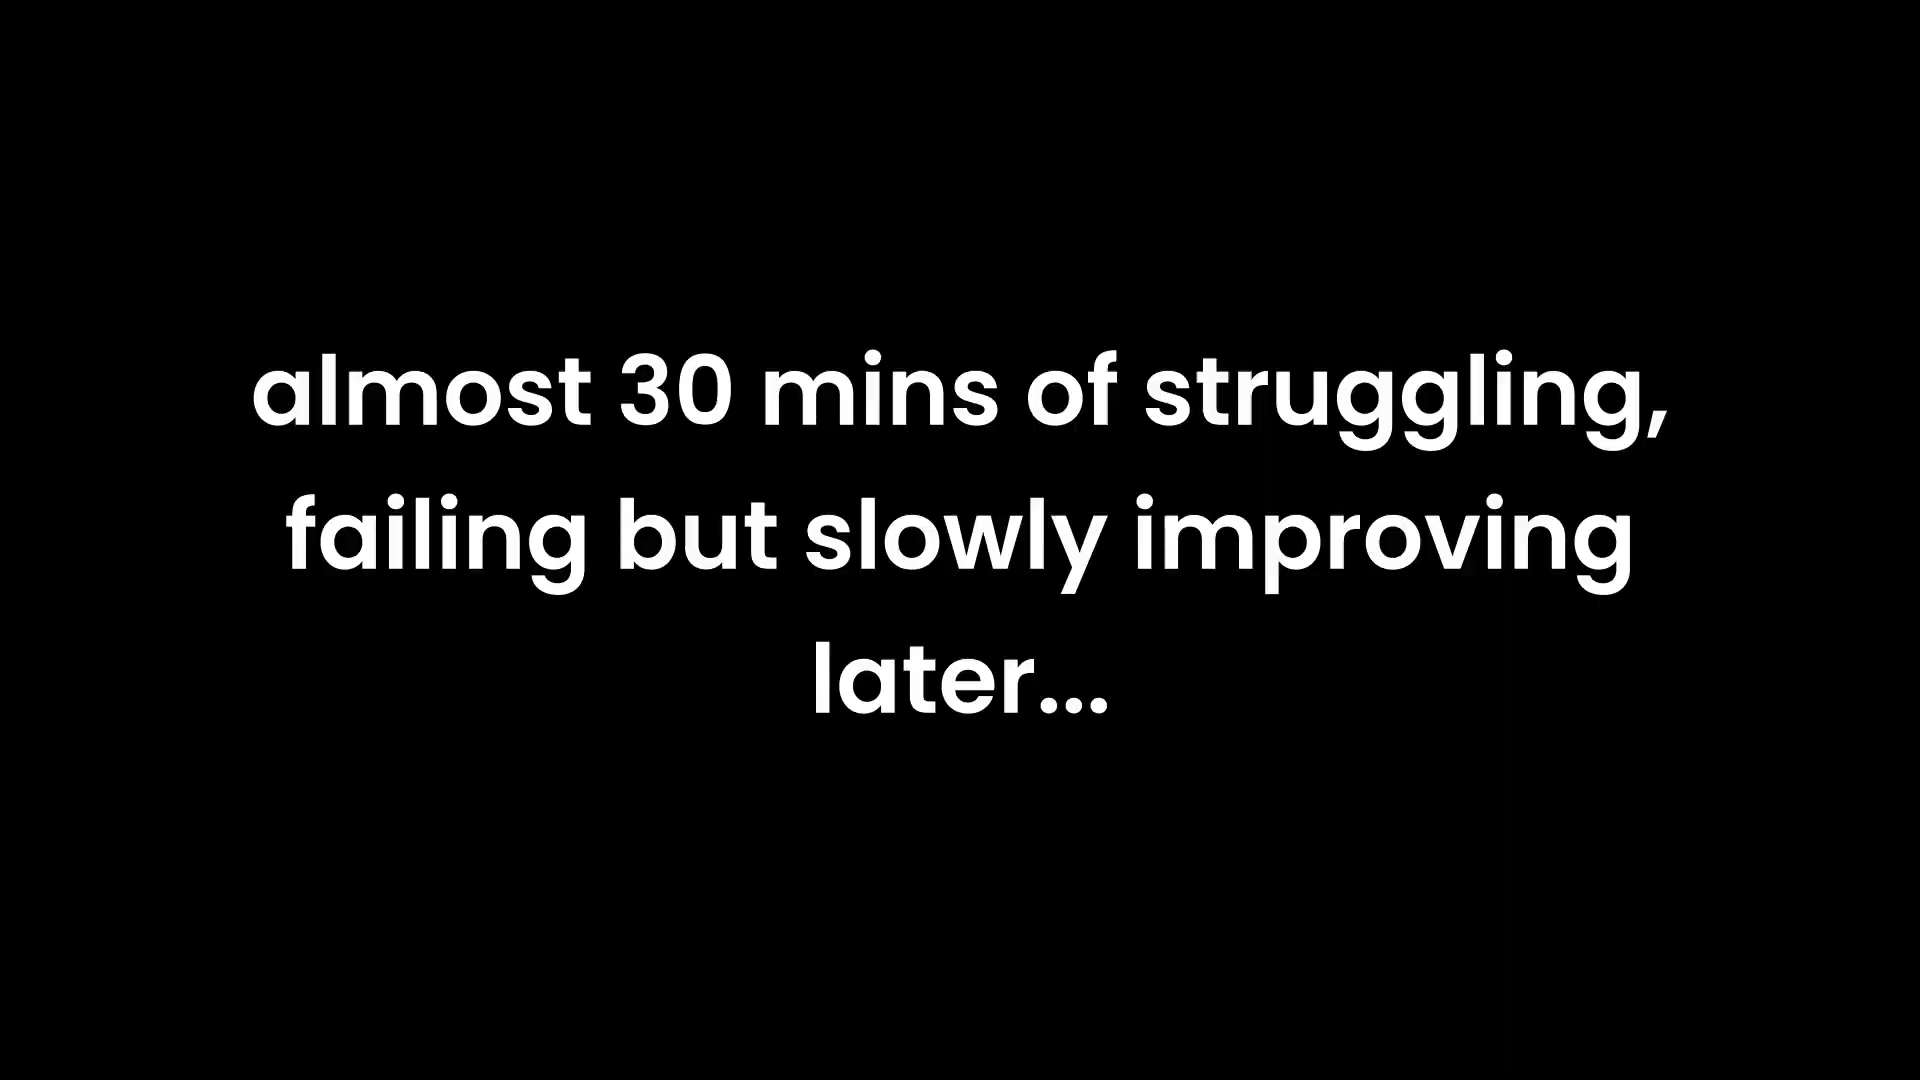 almost 30 mins of struggling,
failing but slowly improving
later...